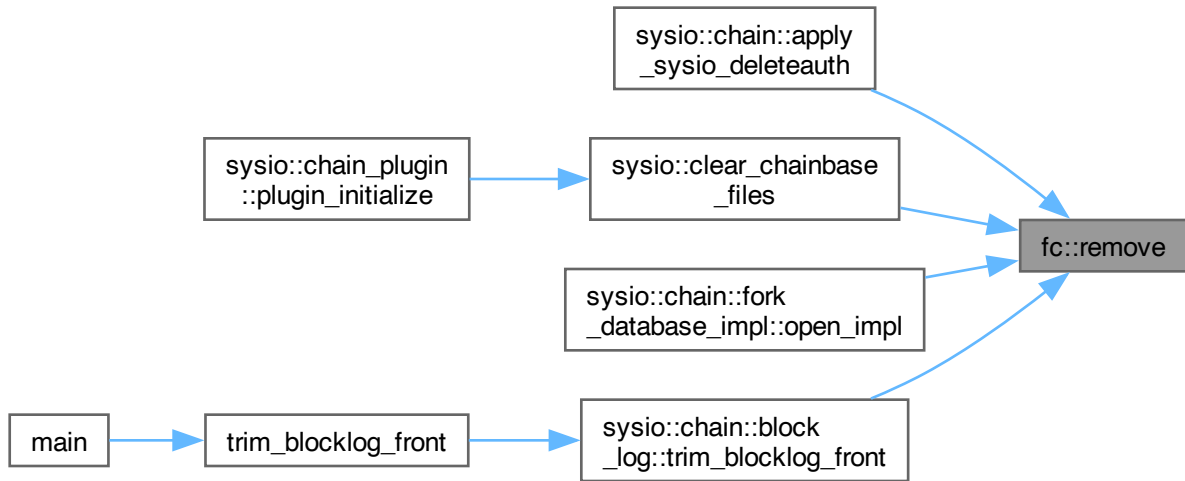 sysio::chain::apply
_sysio_deleteauth
sysio::chain_plugin
::plugin_initialize
sysio::clear_chainbase
_files
fc::remove
sysio::chain::fork
_database_impl::open_impl
main
trim_blocklog_front
sysio::chain::block
_log::trim_blocklog_front